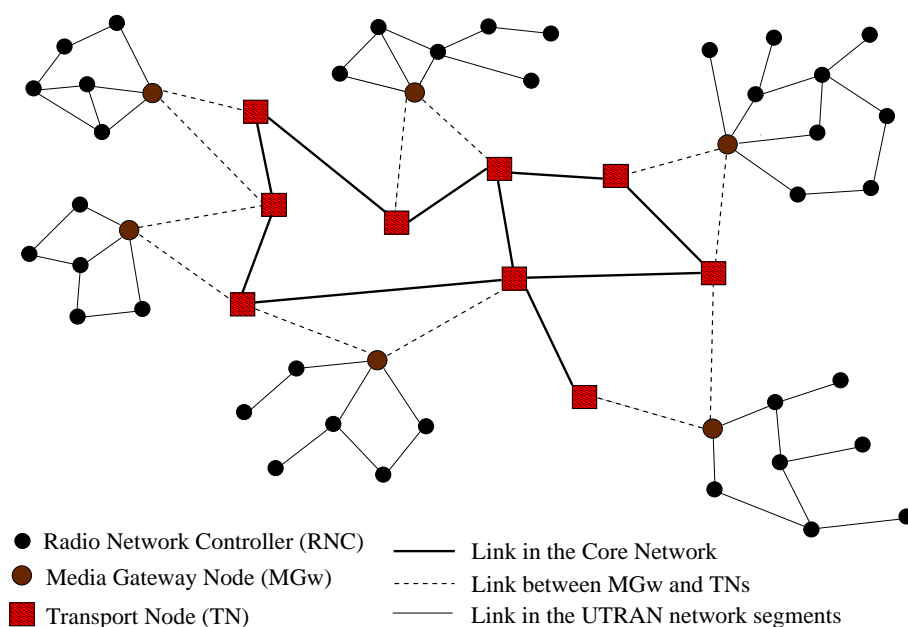 Radio Network Controller (RNC)
Media Gateway Node (MGw)
Transport Node (TN)
Link in the Core Network
Link between MGw and TNs
Link in the UTRAN network segments